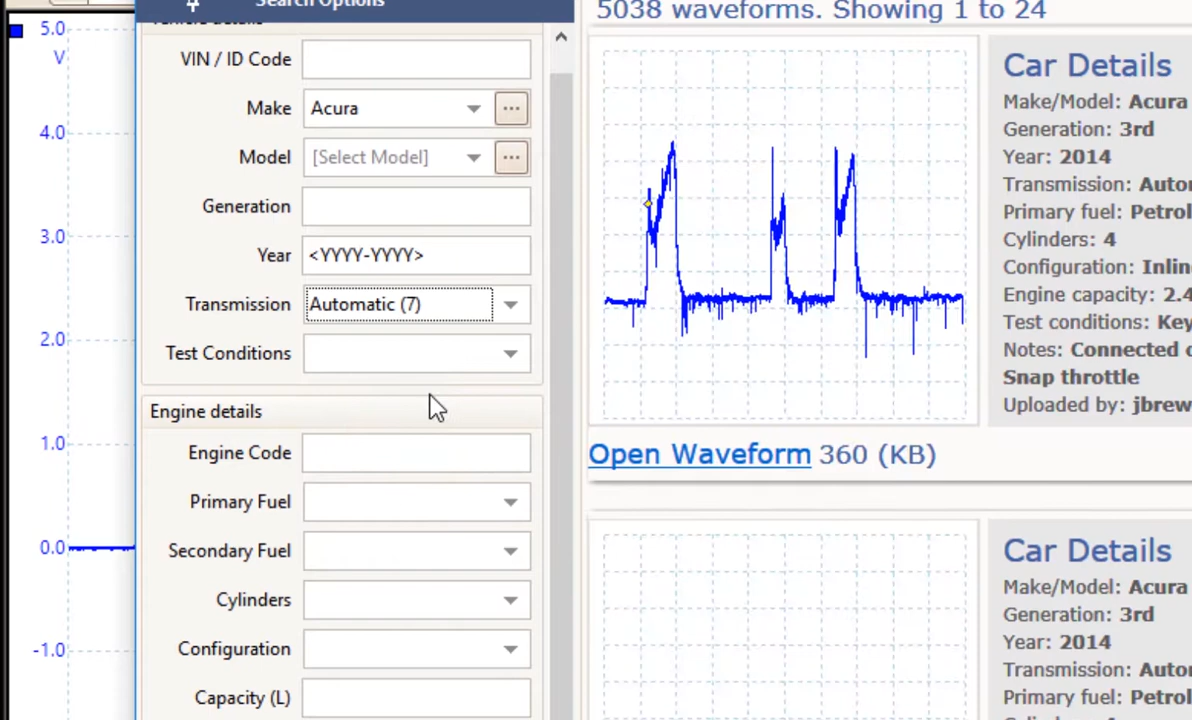 Search Options
5038 waveforms. Showing 1 to 24
5.0
V
4.0
3.0
2.0
1.0
0.0
-1.0
VIN / ID Code
Make Acura ...
Model [Select Model] ...
Generation
Year <YYYY-YYYY>
Transmission Automatic (7)
Test Conditions
Engine details
Engine Code
Primary Fuel
Secondary Fuel
Cylinders
Configuration
Capacity (L)
Car Details
Make/Model: Acura
Generation: 3rd
Year: 2014
Transmission: Auto
Primary fuel: Petrol
Cylinders: 4
Configuration: Inlin
Engine capacity: 2.4
Test conditions: Key
Notes: Connected
Snap throttle
Uploaded by: jbrew
Open Waveform 360 (KB)
Car Details
Make/Model: Acura
Generation: 3rd
Year: 2014
Transmission: Auto
Primary fuel: Petrol